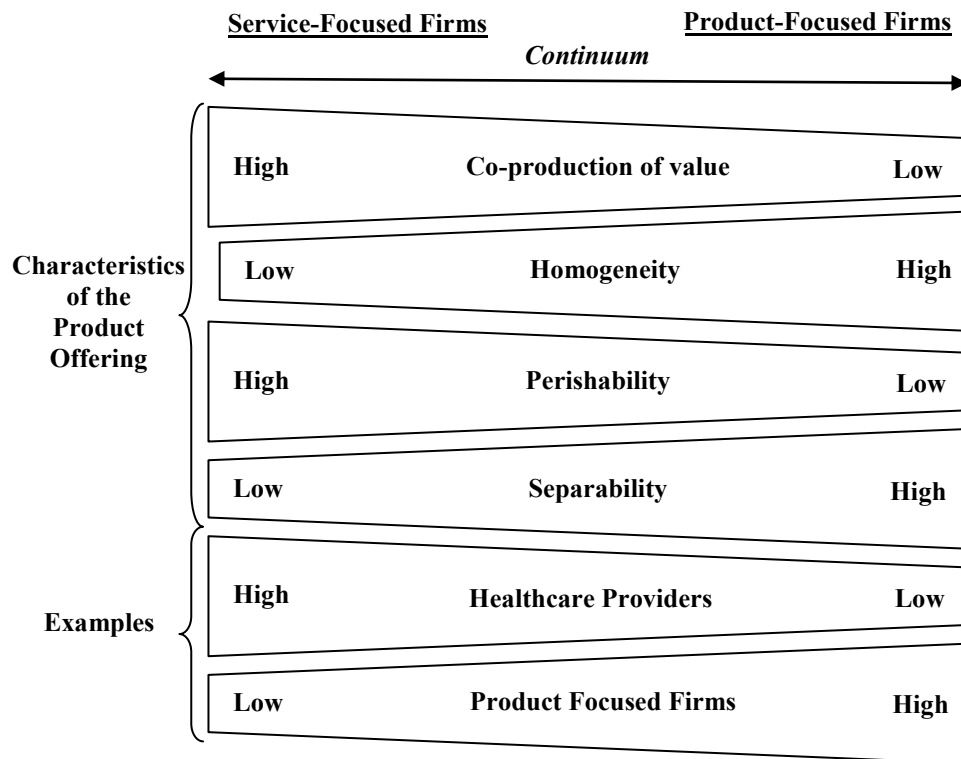 Service-Focused Firms
Product-Focused Firms
Continuum
High Co-production of value Low
Characteristics
of the
Product
Offering
Low Homogeneity High
High Perishability Low
Low Separability High
Examples
High Healthcare Providers Low
Low Product Focused Firms High